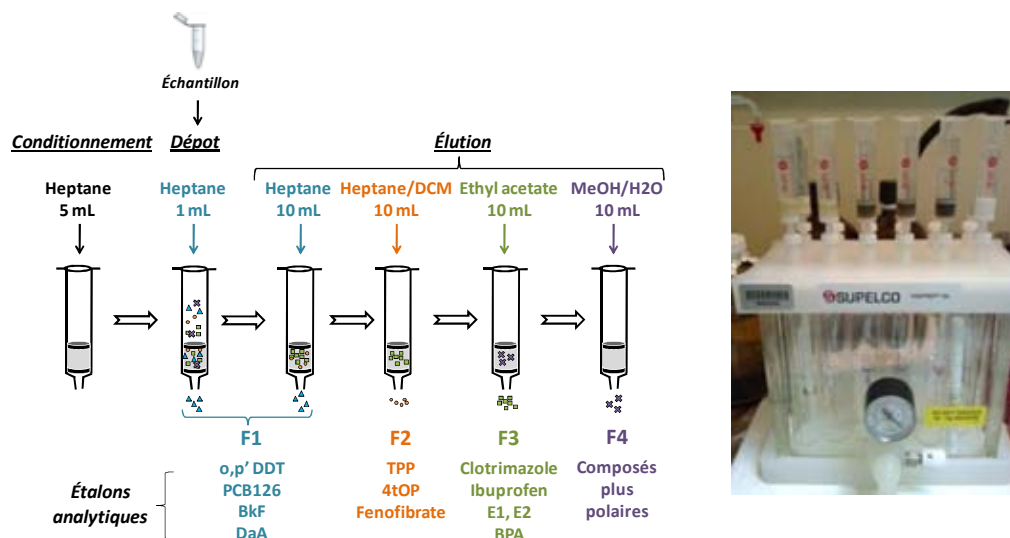 Échantillon
Conditionnement Dépot Élution
Heptane Heptane Heptane Heptane/DCM Ethyl acetate MeOH/H2O
5 mL 1 mL 10 mL 10 mL 10 mL 10 mL
F1 F2 F3 F4
Étalons
analytiques
o,p' DDT
PCB126
BkF
DaA
TPP
4tOP
Fenofibrate
Clotrimazole
Ibuprofen
E1, E2
BPA
Composés
plus
polaires
SUPELCO